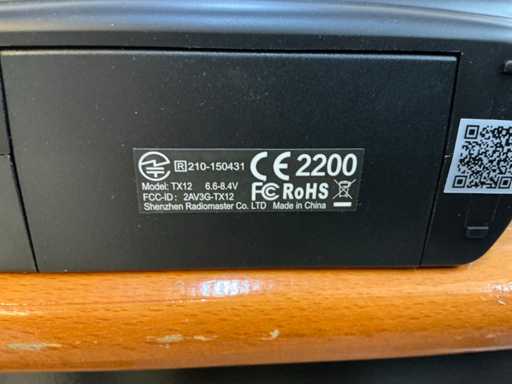 R 210-150431 CE 2200
Model: TX12 6.6-8.4V FC RoHS
FCC-ID: 2AV3G-TX12
Shenzhen Radiomaster Co. LTD Made in China